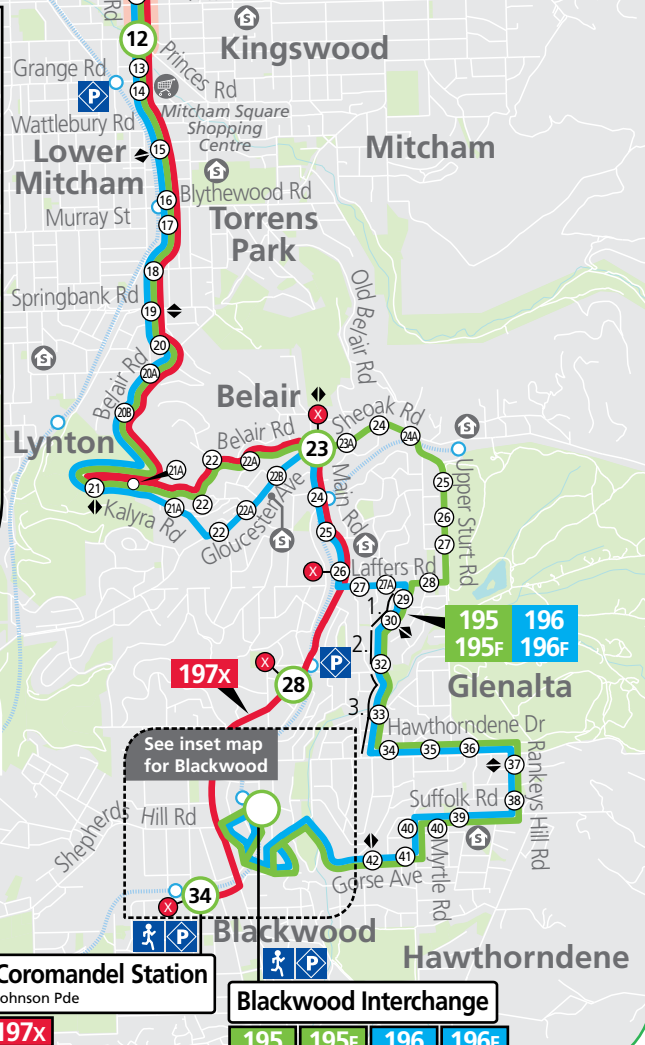 Rd
12
Kingswood
Princes Rd
13
Grange Rd
14
P
S
Mitcham Square
Shopping
Centre
Wattlebury Rd
Mitcham
15
Lower
Mitcham
S
16
Blythewood Rd
Murray St
17
Torrens
Park
18
Old Belair Rd
Springbank Rd
19
20
S
20A
Belair Rd
20B
Belair
X
Sheoak Rd
Lynton
Belair Rd
23
23A
24
24A
S
21A
22
22A
22B
21
21A
22
22A
22
Kalyra Rd
Gloucester Ave
S
Main Rd
24
25
Upper Sturt Rd
25
26
27
S
X
26
Laffers Rd
27
27A
28
29
1.
30
195
196
195F
196F
2.
32
X
P
197X
28
Glenalta
3.
33
Hawthorndene Dr
34
35
36
37
Rankeys Hill Rd
See inset map
for Blackwood
Suffolk Rd
38
39
Shepherds Hill Rd
40
40
S
Myrtle Rd
42
41
Gorse Ave
34
X
P
Blackwood
P
Hawthorndene
Coromandel Station
Johnson Pde
Blackwood Interchange
197X
195
195F
196
196F